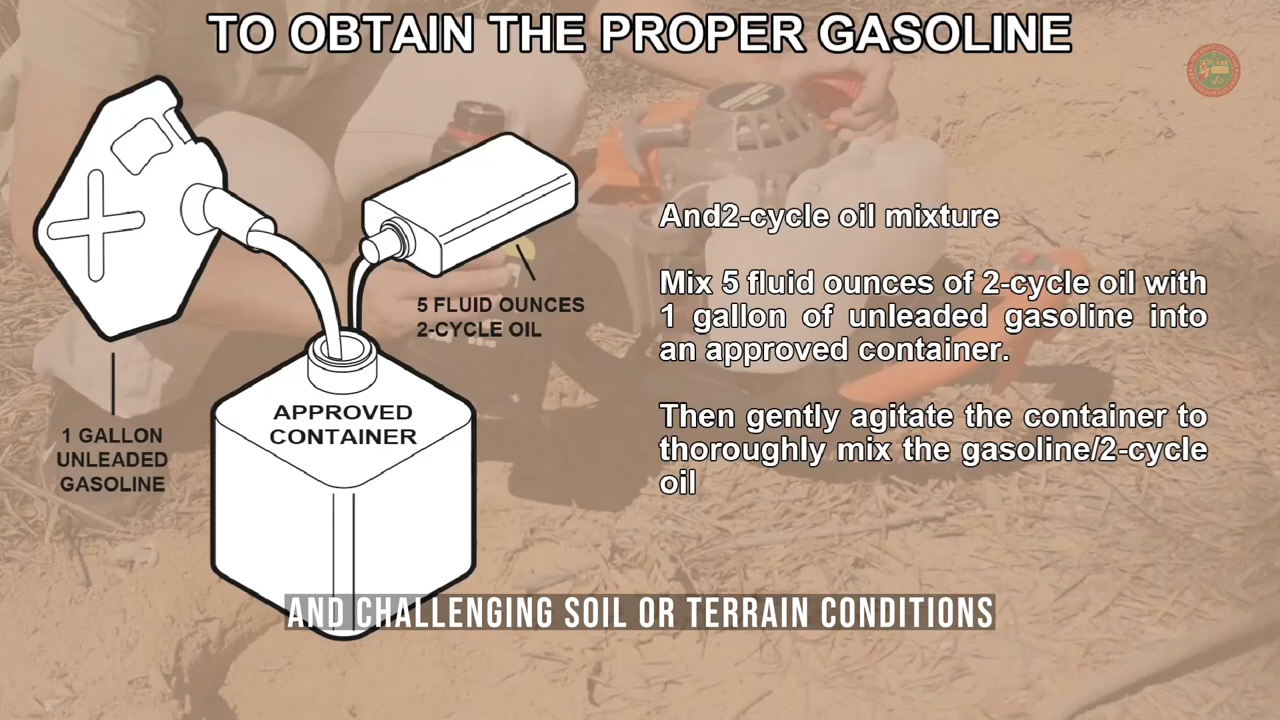 TO OBTAIN THE PROPER GASOLINE
And2-cycle oil mixture
Mix 5 fluid ounces of 2-cycle oil with
1 gallon of unleaded gasoline into
an approved container.
Then gently agitate the container to
thoroughly mix the gasoline/2-cycle
oil
5 FLUID OUNCES
2-CYCLE OIL
APPROVED
CONTAINER
1 GALLON
UNLEADED
GASOLINE
AND CHALLENGING SOIL OR TERRAIN CONDITIONS